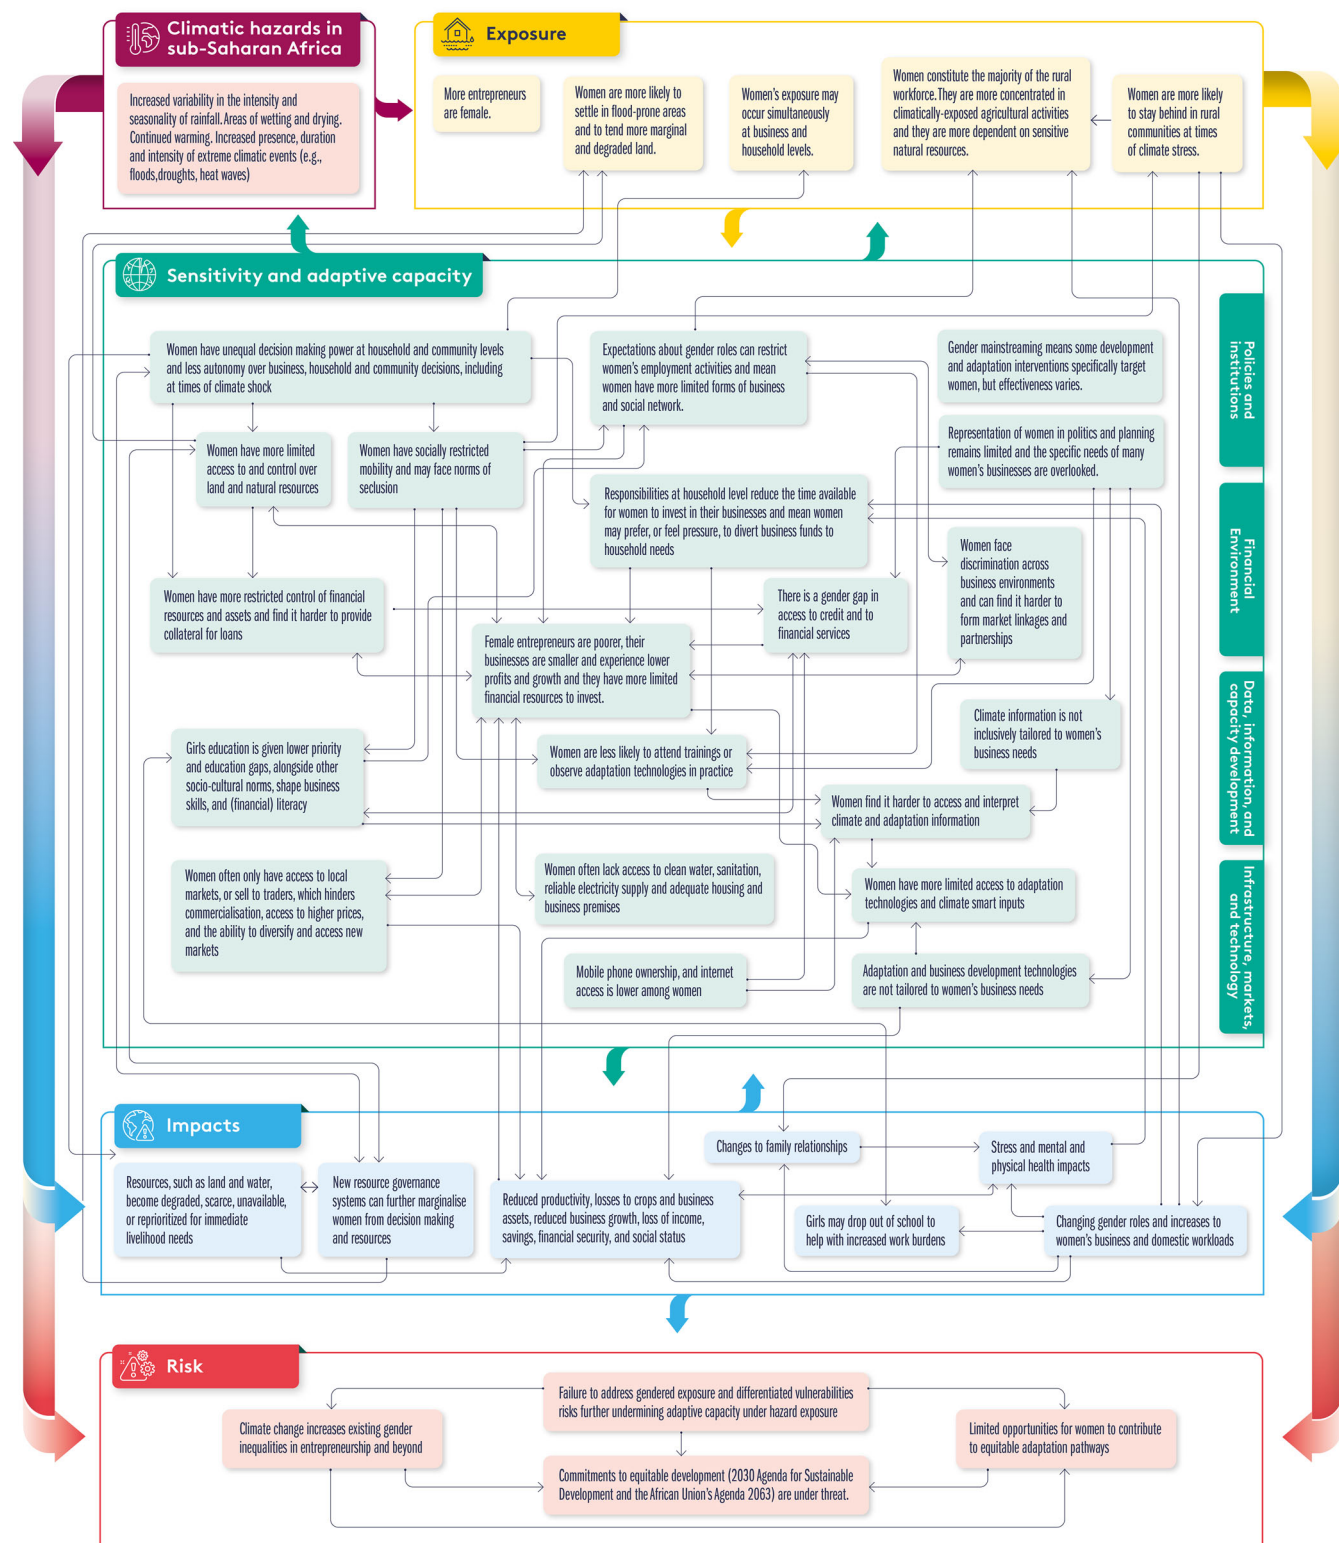 Climatic hazards in
sub-Saharan Africa
Increased variability in the intensity and
seasonality of rainfall. Areas of wetting and drying.
Continued warming. Increased presence, duration
and intensity of extreme climatic events (e.g.,
floods,droughts, heat waves)
Exposure
More entrepreneurs
are female.
Women are more likely to
settle in flood-prone areas
and to tend more marginal
and degraded land.
Women's exposure may
occur simultaneously
at business and
household levels.
Women constitute the majority of the rural
workforce. They are more concentrated in
climatically-exposed agricultural activities
and they are more dependent on sensitive
natural resources.
Women are more likely
to stay behind in rural
communities at times
of climate stress.
Sensitivity and adaptive capacity
Women have unequal decision making power at household and community levels
and less autonomy over business, household and community decisions, including
at times of climate shock
Expectations about gender roles can restrict
women's employment activities and mean
women have more limited forms of business
and social network.
Gender mainstreaming means some development
and adaptation interventions specifically target
women, but effectiveness varies.
Policies and
institutions
Women have more limited
access to and control over
land and natural resources
Women have socially restricted
mobility and may face norms of
seclusion
Representation of women in politics and planning
remains limited and the specific needs of many
women's businesses are overlooked.
Responsibilities at household level reduce the time available
for women to invest in their businesses and mean women
may prefer, or feel pressure, to divert business funds to
household needs
Women face
discrimination across
business environments
and can find it harder to
form market linkages and
partnerships
Financial
Environment
Women have more restricted control of financial
resources and assets and find it harder to provide
collateral for loans
There is a gender gap in
access to credit and to
financial services
Female entrepreneurs are poorer, their
businesses are smaller and experience lower
profits and growth and they have more limited
financial resources to invest.
Climate information is not
inclusively tailored to women's
business needs
Data, information, and
capacity development
Girls education is given lower priority
and education gaps, alongside other
socio-cultural norms, shape business
skills, and (financial) literacy
Women are less likely to attend trainings or
observe adaptation technologies in practice
Women find it harder to access and interpret
climate and adaptation information
Women often only have access to local
markets, or sell to traders, which hinders
commercialisation, access to higher prices,
and the ability to diversify and access new
markets
Women often lack access to clean water, sanitation,
reliable electricity supply and adequate housing and
business premises
Women have more limited access to adaptation
technologies and climate smart inputs
Infrastructure, markets,
and technology
Mobile phone ownership, and internet
access is lower among women
Adaptation and business development technologies
are not tailored to women's business needs
Impacts
Changes to family relationships
Stress and mental and
physical health impacts
Resources, such as land and water,
become degraded, scarce, unavailable,
or reprioritized for immediate
livelihood needs
New resource governance
systems can further marginalise
women from decision making
and resources
Reduced productivity, losses to crops and business
assets, reduced business growth, loss of income,
savings, financial security, and social status
Girls may drop out of school to
help with increased work burdens
Changing gender roles and increases to
women's business and domestic workloads
Risk
Failure to address gendered exposure and differentiated vulnerabilities
risks further undermining adaptive capacity under hazard exposure
Climate change increases existing gender
inequalities in entrepreneurship and beyond
Limited opportunities for women to contribute
to equitable adaptation pathways
Commitments to equitable development (2030 Agenda for Sustainable
Development and the African Union's Agenda 2063) are under threat.